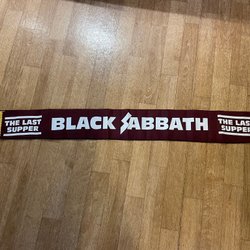 THE LAST
SUPPER
BLACK SABBATH
THE LAST
SUPPER